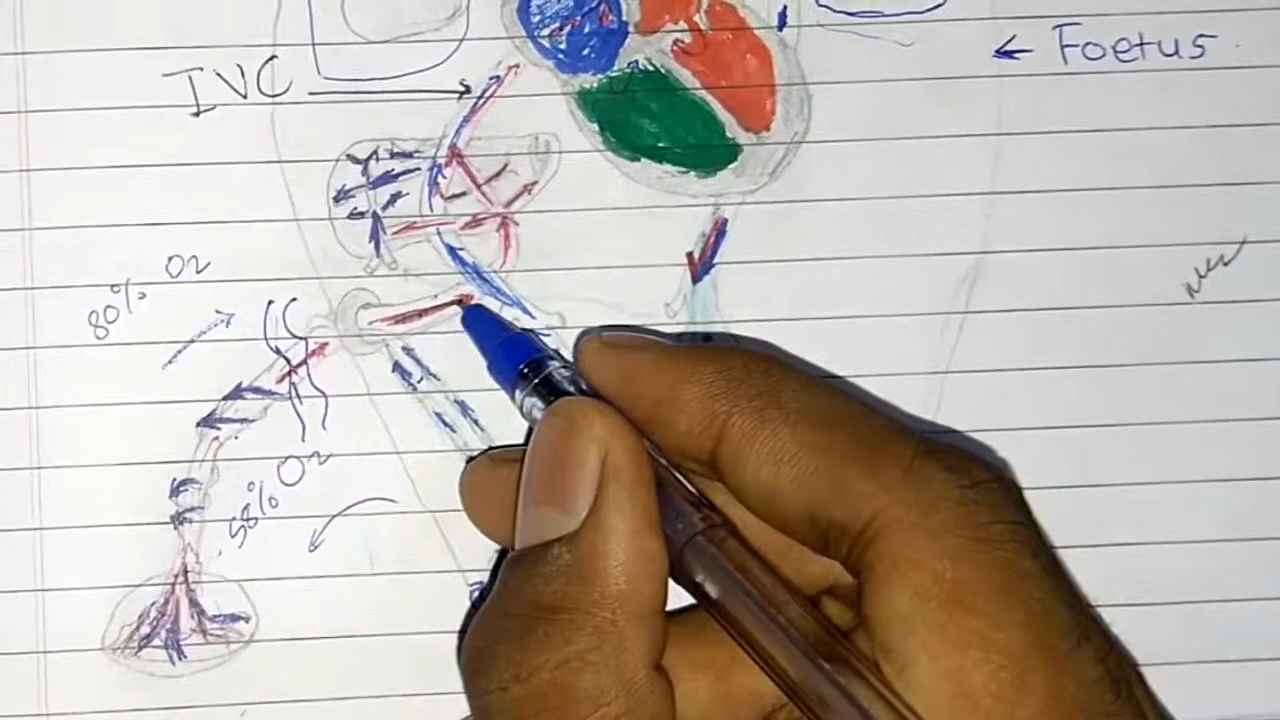 ← Foetus.
IVC
80% O2
58% O2